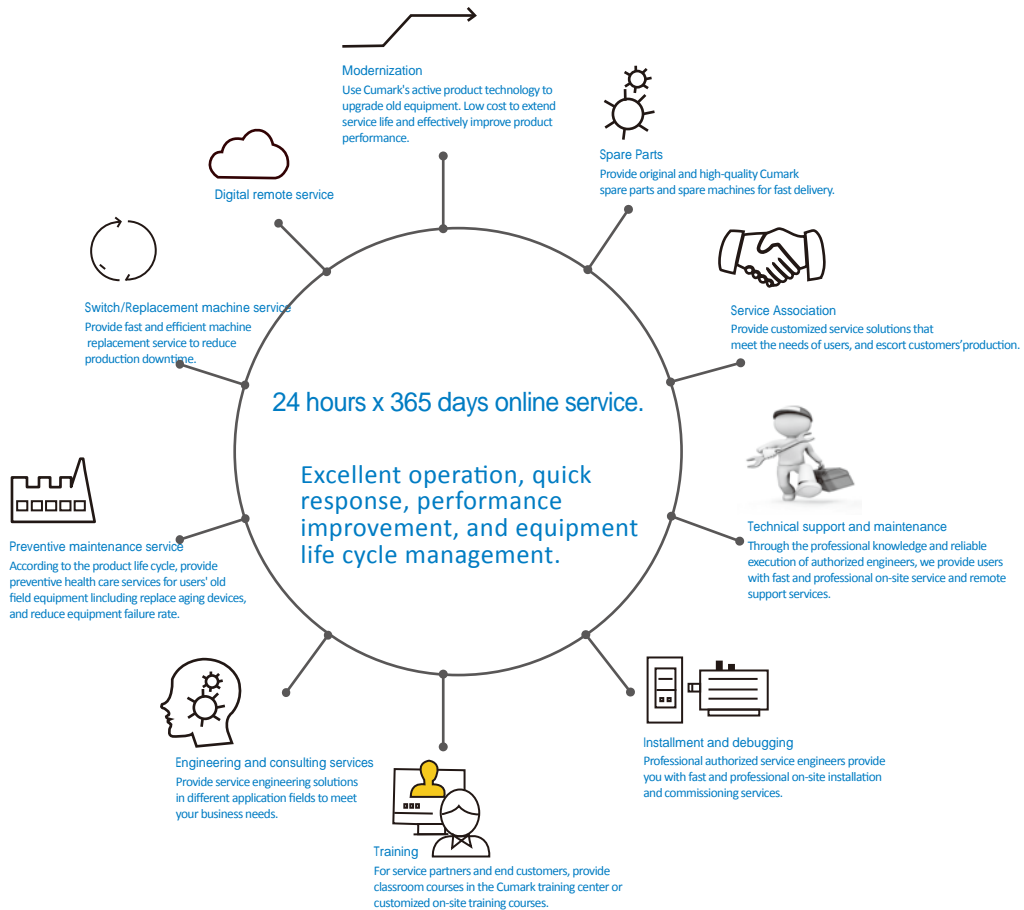 Modernization
Use Cumark's active product technology to
upgrade old equipment. Low cost to extend
service life and effectively improve product
performance.
Spare Parts
Provide original and high-quality Cumark
spare parts and spare machines for fast delivery.
Digital remote service
Switch/Replacement machine service
Provide fast and efficient machine
replacement service to reduce
production downtime.
Service Association
Provide customized service solutions that
meet the needs of users, and escort customers'production.
24 hours x 365 days online service.
Excellent operation, quick
response, performance
improvement, and equipment
life cycle management.
Preventive maintenance service
According to the product life cycle, provide
preventive health care services for users' old
field equipment lincluding replace aging devices,
and reduce equipment failure rate.
Technical support and maintenance
Through the professional knowledge and reliable
execution of authorized engineers, we provide users
with fast and professional on-site service and remote
support services.
Engineering and consulting services
Provide service engineering solutions
in different application fields to meet
your business needs.
Installment and debugging
Professional authorized service engineers provide
you with fast and professional on-site installation
and commissioning services.
Training
For service partners and end customers, provide
classroom courses in the Cumark training center or
customized on-site training courses.